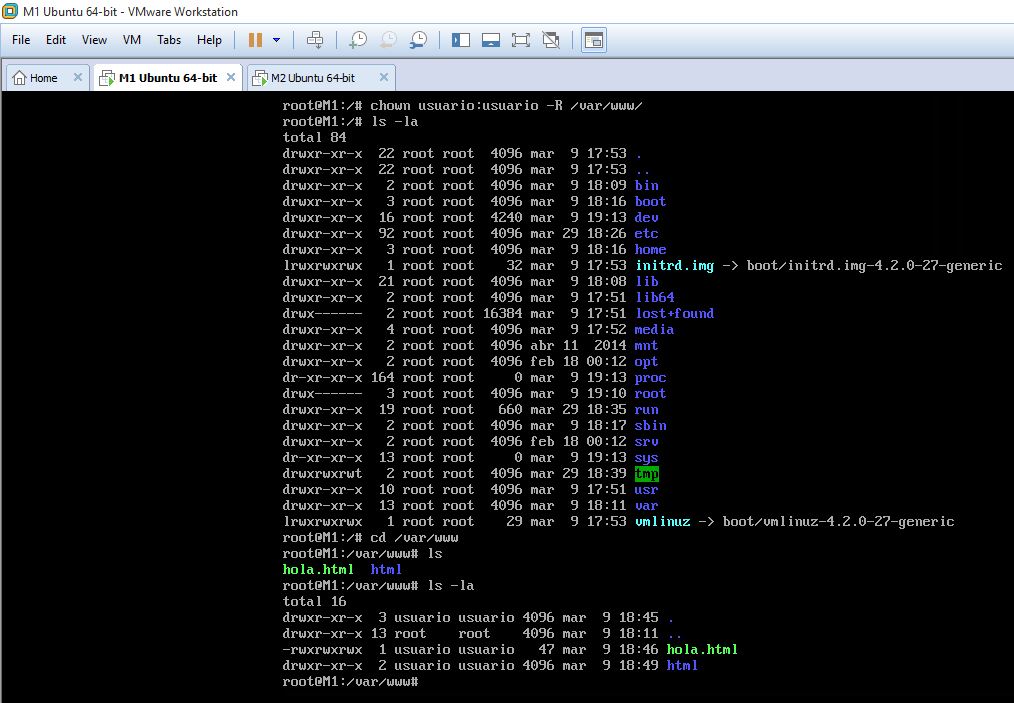 M1 Ubuntu 64-bit - VMware Workstation
File Edit View VM Tabs Help
Home M1 Ubuntu 64-bit M2 Ubuntu 64-bit
root@M1:/# chown usuario:usuario -R /var/www/
root@M1:/# ls -la
total 84
drwxr-xr-x  22 root root  4096 mar  9 17:53 .
drwxr-xr-x  22 root root  4096 mar  9 17:53 ..
drwxr-xr-x   2 root root  4096 mar  9 18:09 bin
drwxr-xr-x   3 root root  4096 mar  9 18:16 boot
drwxr-xr-x  16 root root  4240 mar  9 19:13 dev
drwxr-xr-x  92 root root  4096 mar 29 18:26 etc
drwxr-xr-x   3 root root  4096 mar  9 18:16 home
lrwxrwxrwx   1 root root    32 mar  9 17:53 initrd.img -> boot/initrd.img-4.2.0-27-generic
drwxr-xr-x  21 root root  4096 mar  9 18:08 lib
drwxr-xr-x   2 root root  4096 mar  9 17:51 lib64
drwx------   2 root root 16384 mar  9 17:51 lost+found
drwxr-xr-x   4 root root  4096 mar  9 17:52 media
drwxr-xr-x   2 root root  4096 abr 11  2014 mnt
drwxr-xr-x   2 root root  4096 feb 18 00:12 opt
dr-xr-xr-x 164 root root     0 mar  9 19:13 proc
drwx------   3 root root  4096 mar  9 19:10 root
drwxr-xr-x  19 root root   660 mar 29 18:35 run
drwxr-xr-x   2 root root  4096 mar  9 18:17 sbin
drwxr-xr-x   2 root root  4096 feb 18 00:12 srv
dr-xr-xr-x  13 root root     0 mar  9 19:13 sys
drwxrwxrwt   2 root root  4096 mar 29 18:39 tmp
drwxr-xr-x  10 root root  4096 mar  9 17:51 usr
drwxr-xr-x  13 root root  4096 mar  9 18:11 var
lrwxrwxrwx   1 root root    29 mar  9 17:53 vmlinuz -> boot/vmlinuz-4.2.0-27-generic
root@M1:/# cd /var/www
root@M1:/var/www# ls
hola.html  html
root@M1:/var/www# ls -la
total 16
drwxr-xr-x  3 usuario usuario 4096 mar  9 18:45 .
drwxr-xr-x 13 root    root    4096 mar  9 18:11 ..
-rwxrwxrwx  1 usuario usuario   47 mar  9 18:46 hola.html
drwxr-xr-x  2 usuario usuario 4096 mar  9 18:49 html
root@M1:/var/www#